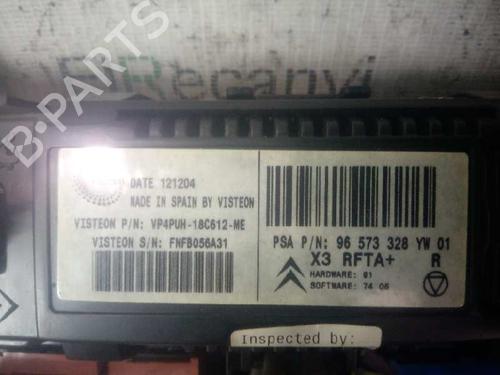 Recanvi
B-PARTS
DATE 121204
MADE IN SPAIN BY VISTEON
VISTEON P/N: VP4PUH-18C612-ME
VISTEON S/N: FNFB056A31
PSA P/N: 96 573 328 YW 01
X3 RFTA+ R
HARDWARE: 01
SOFTWARE: 74 06
Inspected by: